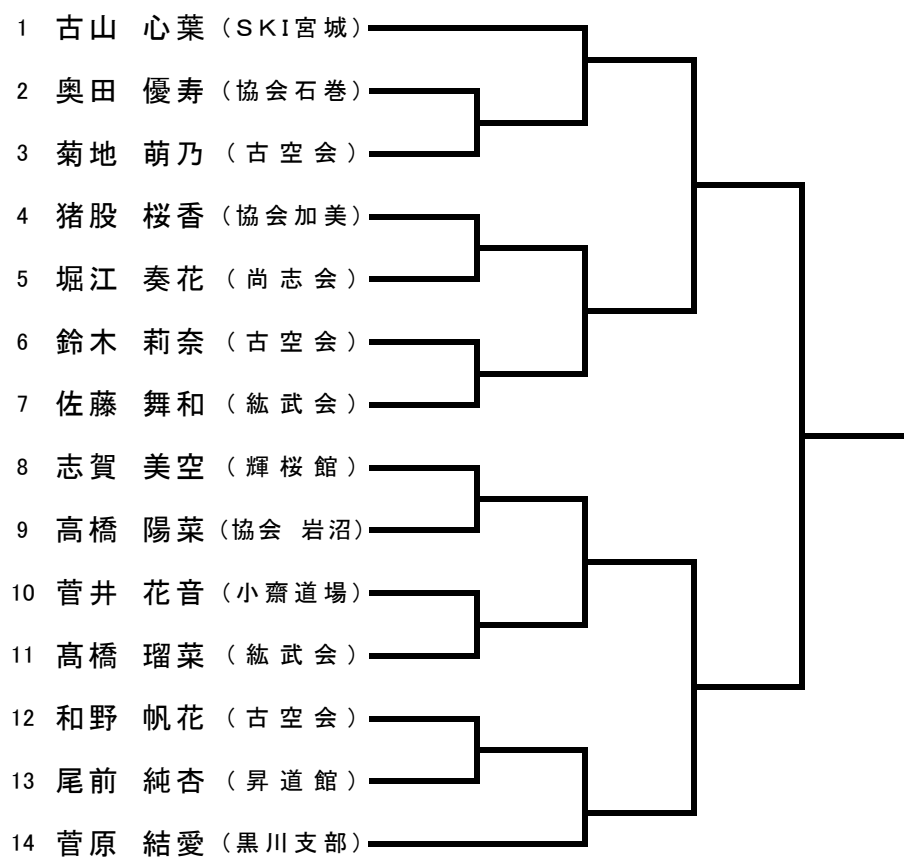 1 古山 心葉 （SKI宮城）
2 奥田 優寿 （協会石巻）
3 菊地 萌乃 （古空会）
4 猪股 桜香 （協会加美）
5 堀江 奏花 （尚志会）
6 鈴木 莉奈 （古空会）
7 佐藤 舞和 （紘武会）
8 志賀 美空 （輝桜館）
9 高橋 陽菜 （協会 岩沼）
10 菅井 花音 （小齋道場）
11 髙橋 瑠菜 （紘武会）
12 和野 帆花 （古空会）
13 尾前 純杏 （昇道館）
14 菅原 結愛 （黒川支部）